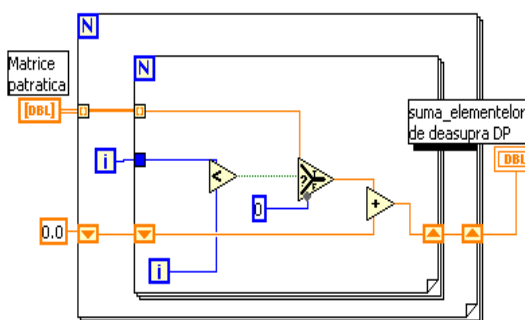 N
Matrice
patratica
[DBL]
N
suma_elementelor
de deasupra DP
DBL
i
<
?
T
F
0
+
0.0
i